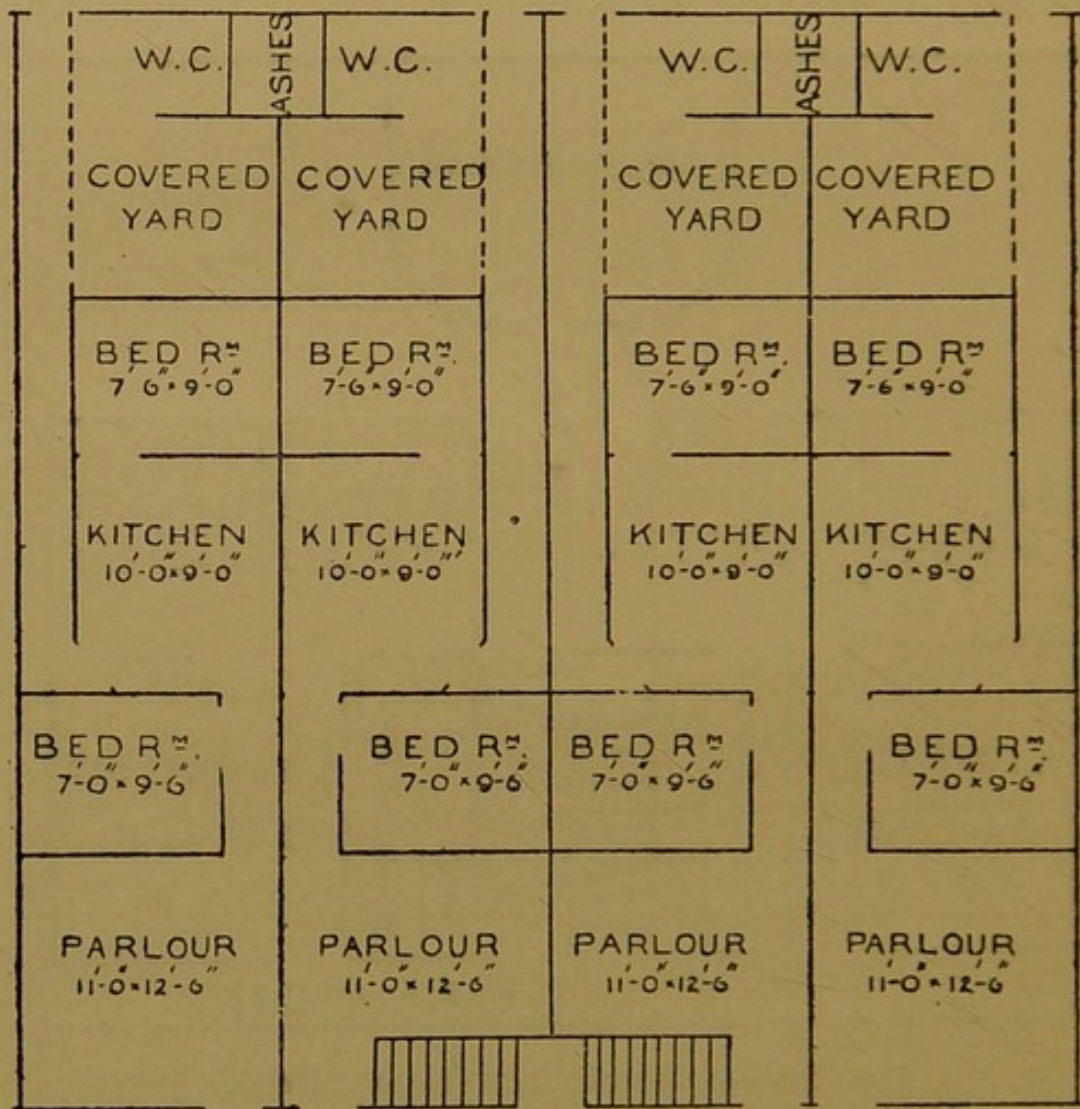 W.C. ASHES W.C. W.C. ASHES W.C.
COVERED COVERED COVERED COVERED
YARD YARD YARD YARD
BED Rᴹ BED Rᴹ. BED Rᴹ. BED Rᴹ
7'6"×9'-0" 7'-6"×9'-0" 7'-6"×9'-0" 7'-6"×9'-0"
KITCHEN KITCHEN KITCHEN KITCHEN
10'-0"×9'-0" 10'-0"×9'-0" 10'-0"×9'-0" 10'-0"×9'-0"
BED Rᴹ. BED Rᴹ. BED Rᴹ BED Rᴹ.
7'-0"×9'-6" 7'-0"×9'-6" 7'-0"×9'-6" 7'-0"×9'-6"
PARLOUR PARLOUR PARLOUR PARLOUR
11'-0"×12'-6" 11'-0"×12'-6" 11'-0"×12'-6" 11'-0"×12'-6"